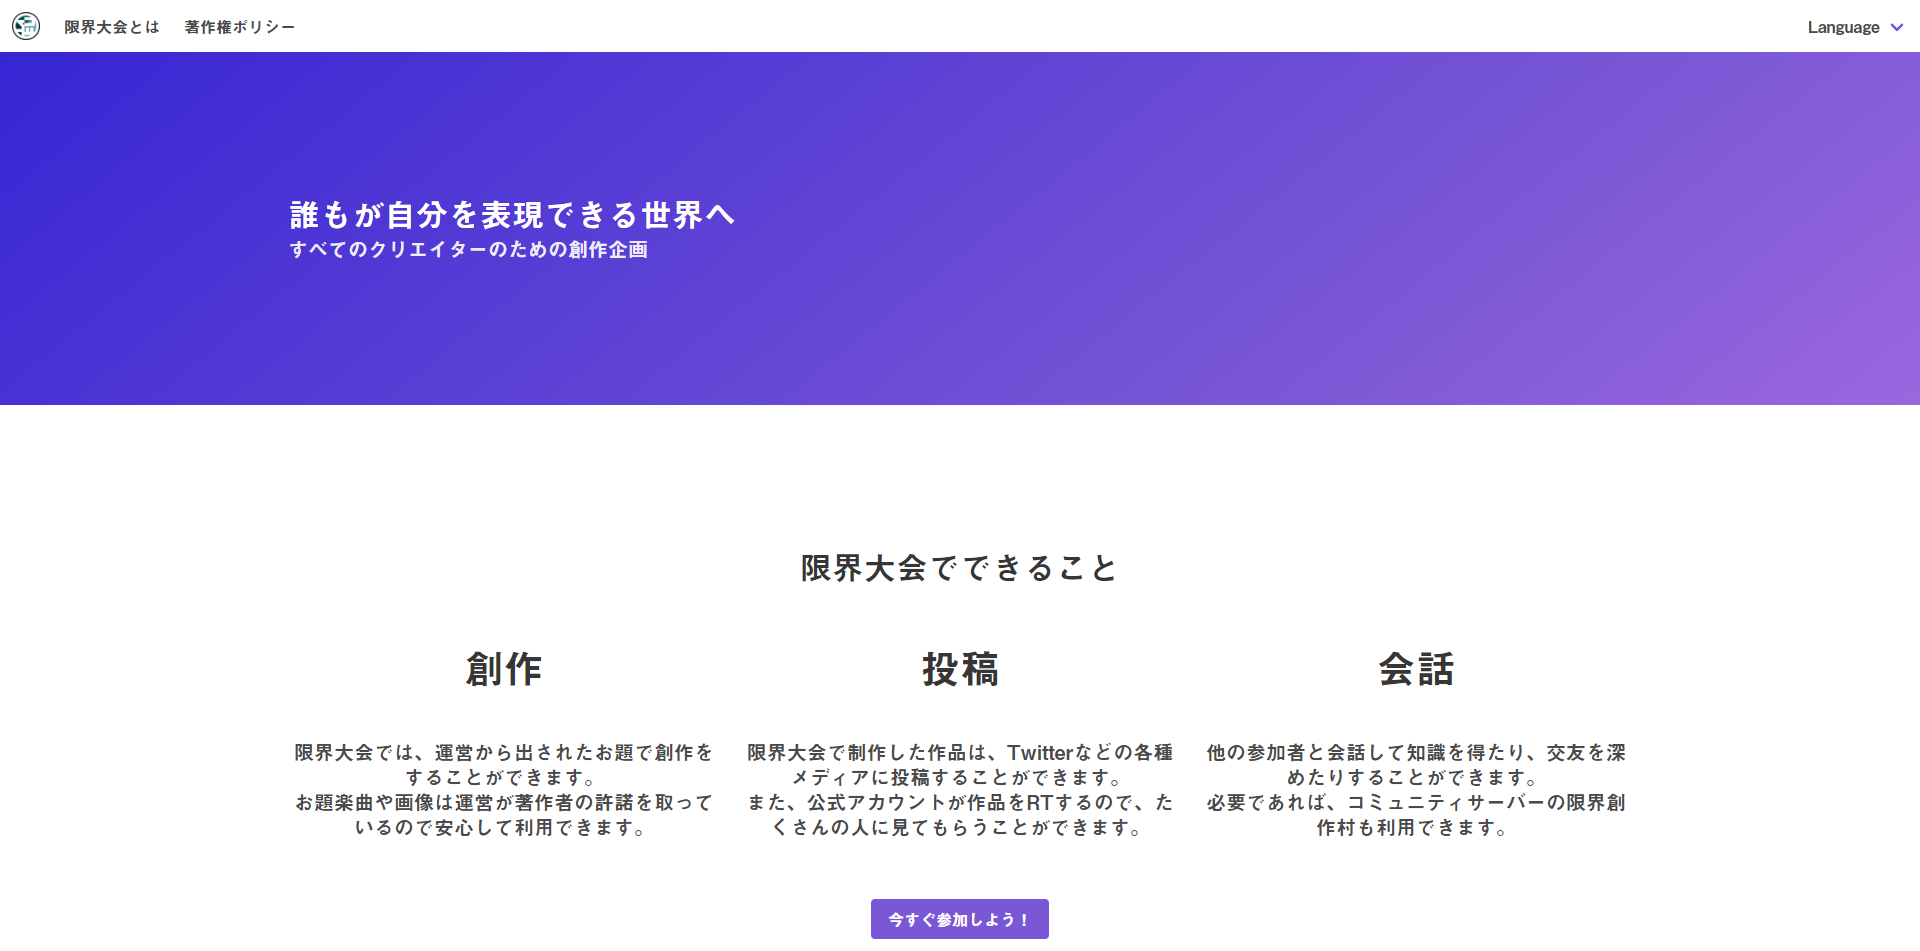 限界大会とは 著作権ポリシー Language
誰もが自分を表現できる世界へ
すべてのクリエイターのための創作企画
限界大会でできること
創作
限界大会では、運営から出されたお題で創作を
することができます。
お題楽曲や画像は運営が著作者の許諾を取って
いるので安心して利用できます。
投稿
限界大会で制作した作品は、Twitterなどの各種
メディアに投稿することができます。
また、公式アカウントが作品をRTするので、た
くさんの人に見てもらうことができます。
会話
他の参加者と会話して知識を得たり、交友を深
めたりすることができます。
必要であれば、コミュニティサーバーの限界創
作村も利用できます。
今すぐ参加しよう！